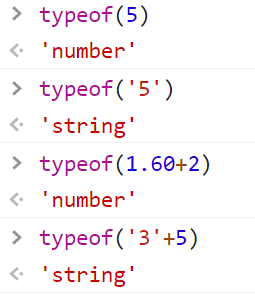 > typeof(5)
<· 'number'
> typeof('5')
<· 'string'
> typeof(1.60+2)
<· 'number'
> typeof('3'+5)
<· 'string'